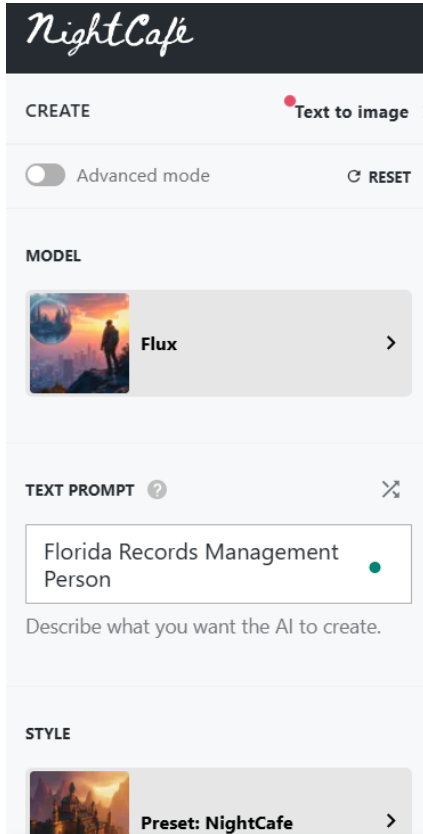 NightCafé
CREATE
Text to image
Advanced mode
RESET
MODEL
Flux
TEXT PROMPT ?
Florida Records Management
Person
Describe what you want the AI to create.
STYLE
Preset: NightCafe